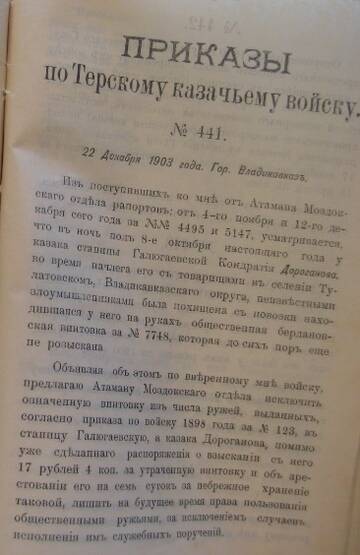 ПРИКАЗЫ
по Терскому казачьему войску.
№ 441.
22 Декабря 1903 года. Гор. Владикавказъ.
Изъ поступившихъ ко мнѣ отъ Атамана Моздок-
скаго отдѣла рапортовъ; отъ 4-го ноября и 12-го де-
кабря сего года за №№ 4495 и 5147, усматривается,
что въ ночь подъ 8-е октября настоящаго года у
казака станицы Галюгаевской Кондратія Дороганова,
во время ночлега его съ товарищами въ селеніи Ту-
латовскомъ, Владикавказскаго округа, неизвѣстными
злоумышленниками была похищена съ повозки нахо-
дившаяся у него на рукахъ общественная берданов-
ская винтовка за № 7748, которая до сихъ поръ еще
не розыскана
Объявляя объ этомъ по ввѣренному мнѣ войску,
предлагаю Атаману Моздокскаго отдѣла исключить
означенную винтовку изъ числа ружей, выданныхъ,
согласно приказа по войску 1898 года за № 123, въ
станицу Галюгаевскую, а казака Дороганова, помимо
уже сдѣланнаго распоряженія о взысканіи съ него
17 рублей 4 коп. за утраченную винтовку и объ аре-
стованіи его на семь сутокъ за небрежное храненіе
таковой, лишить на будущее время права пользованія
общественными ружьями, за исключеніемъ случаевъ
исполненія имъ служебныхъ порученій.